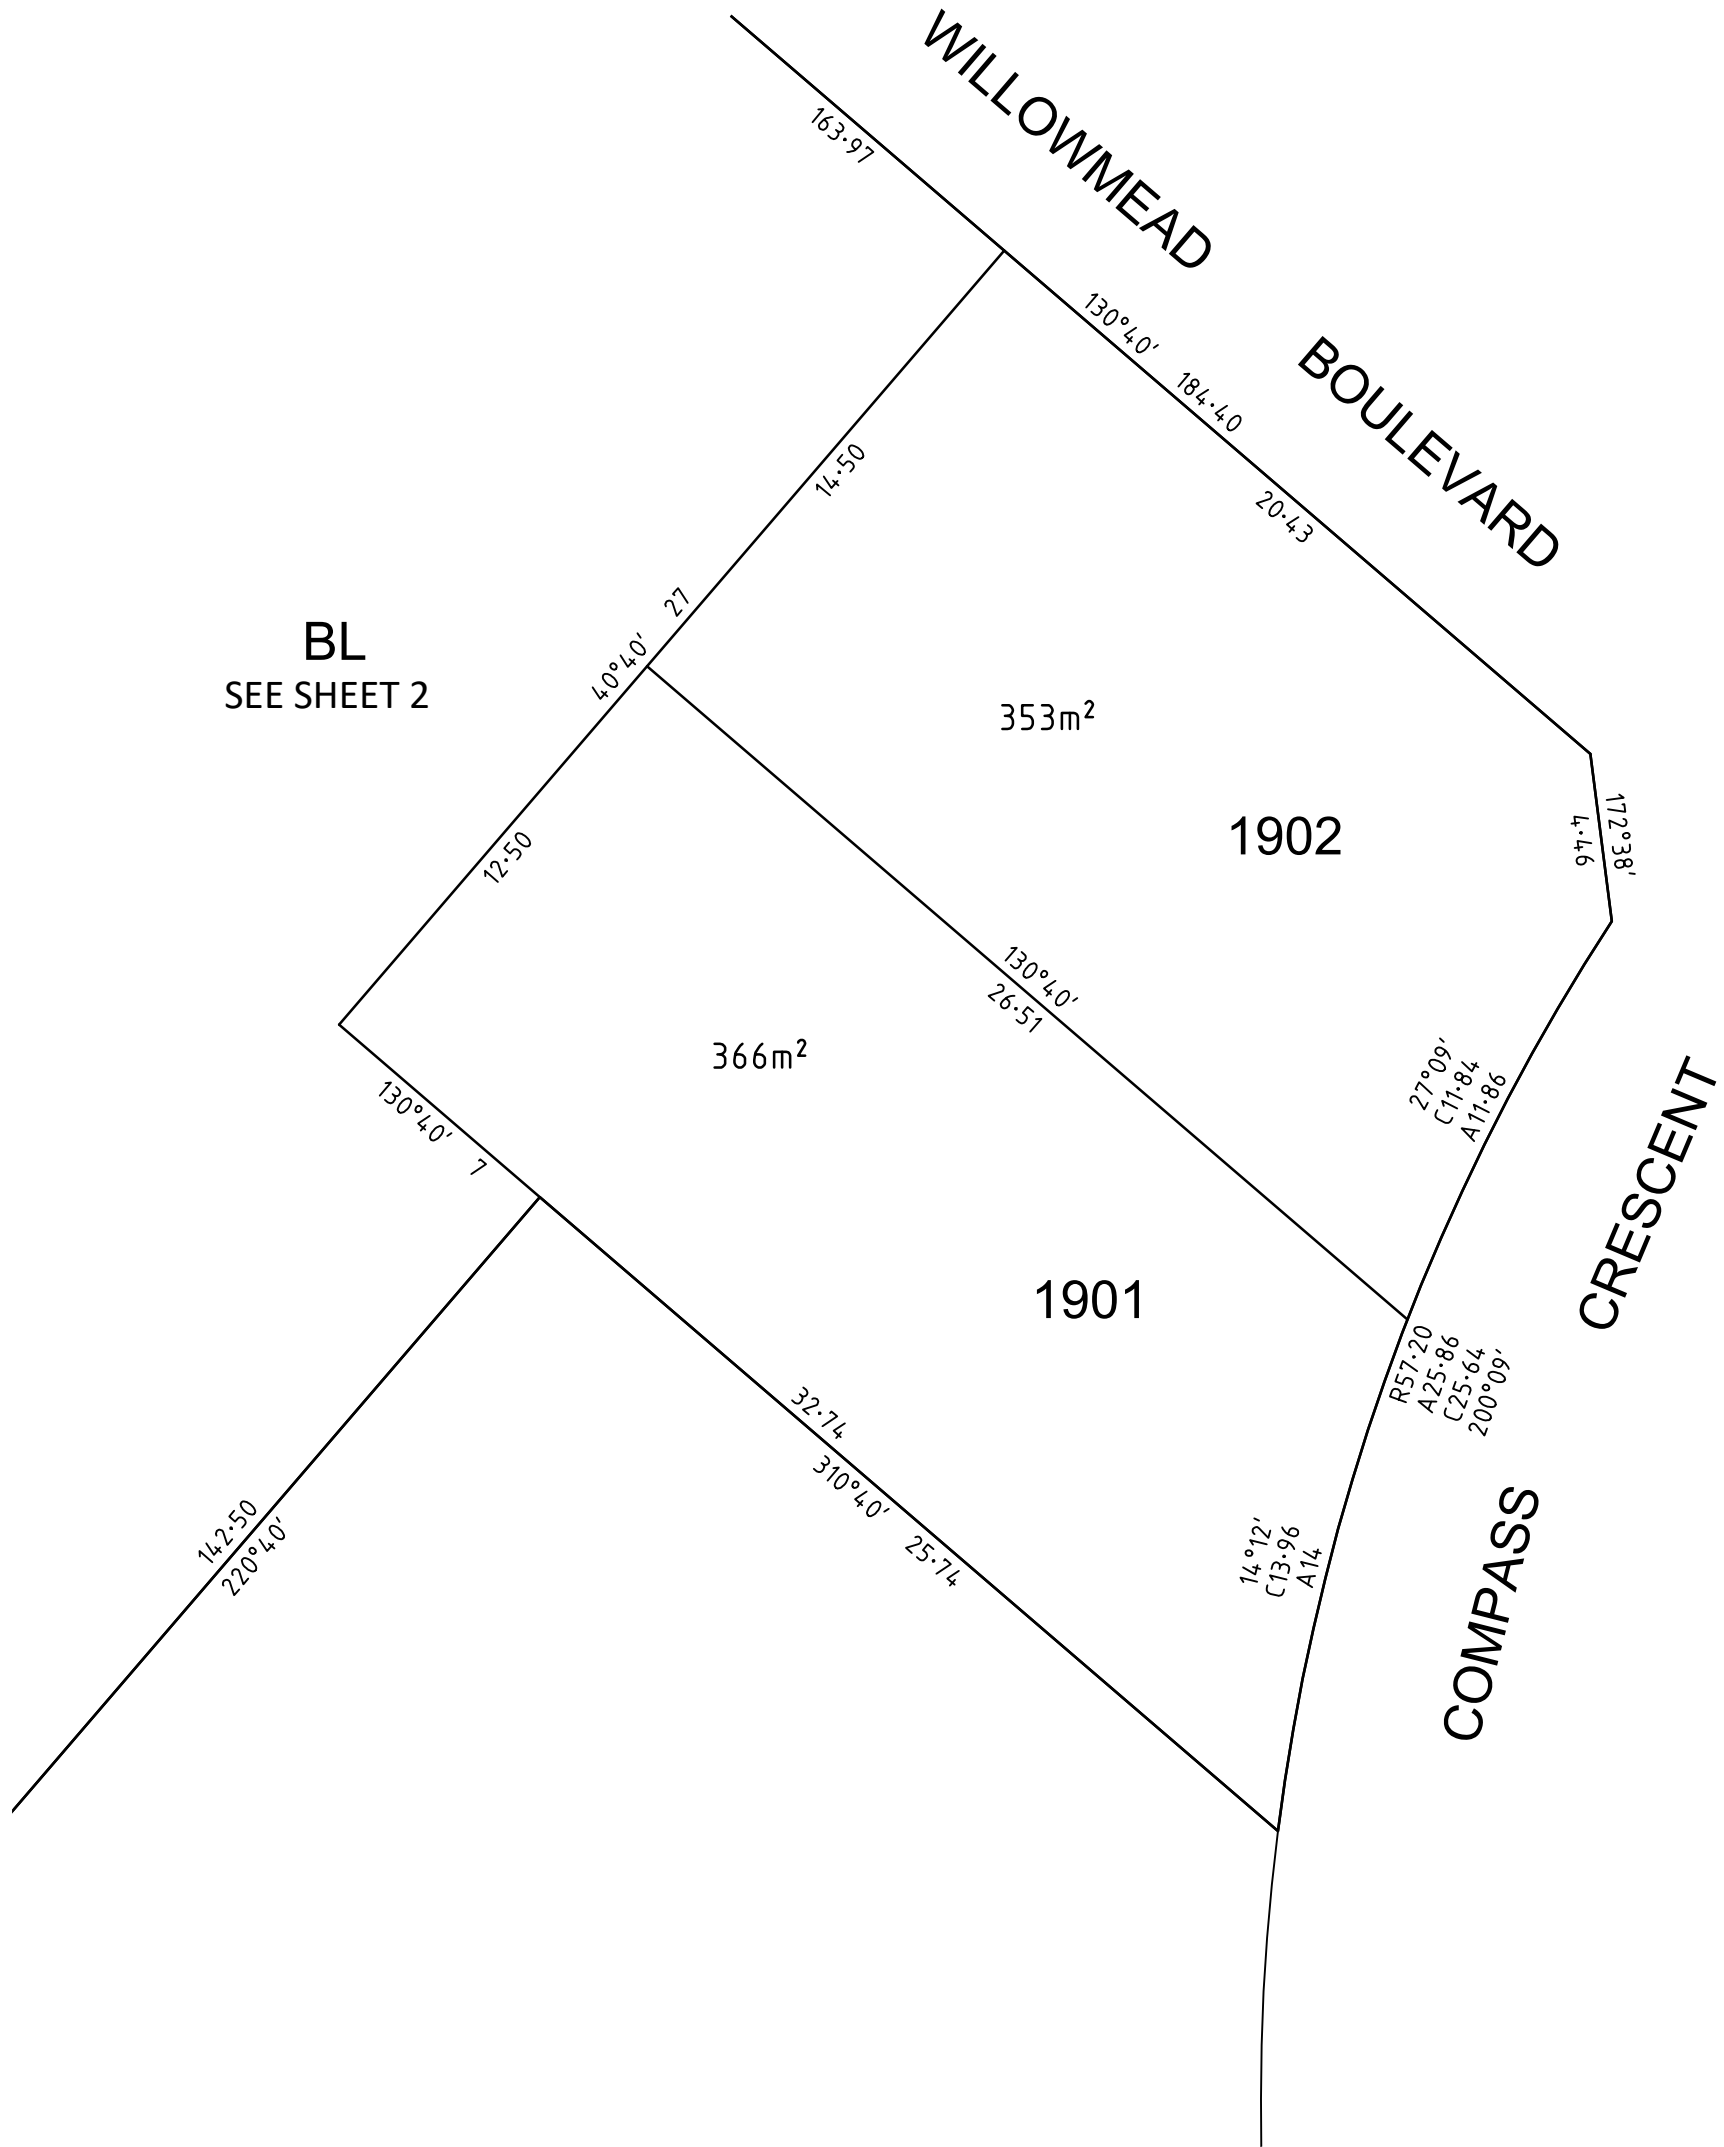 WILLOWMEAD
163·97
130°40′
184·40
BOULEVARD
20·43
14·50
27
40°40′
BL
SEE SHEET 2
353m²
1902
172°38′
4·46
12·50
130°40′
26·51
366m²
27°09′
C11·84
A11·86
130°40′
7
CRESCENT
1901
R57·20
A25·86
C25·64
200°09′
32·74
310°40′
25·74
142·50
220°40′
14°12′
C13·96
A14
COMPASS